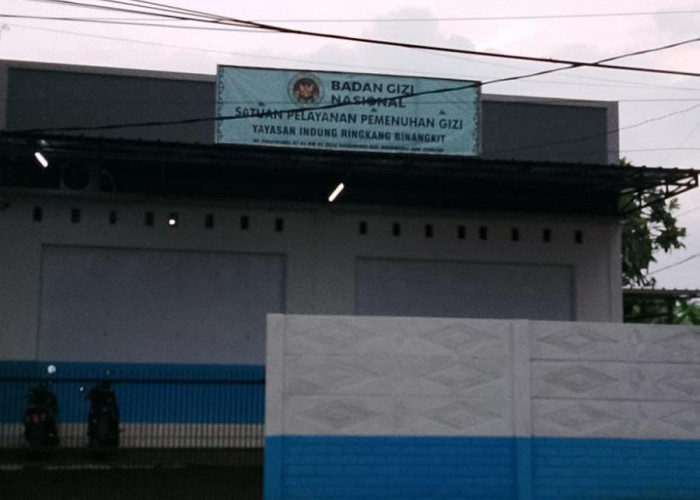 BADAN GIZI
NASIONAL
SATUAN PELAYANAN PEMENUHAN GIZI
YAYASAN INDUNG RINGKANG BINANGKIT